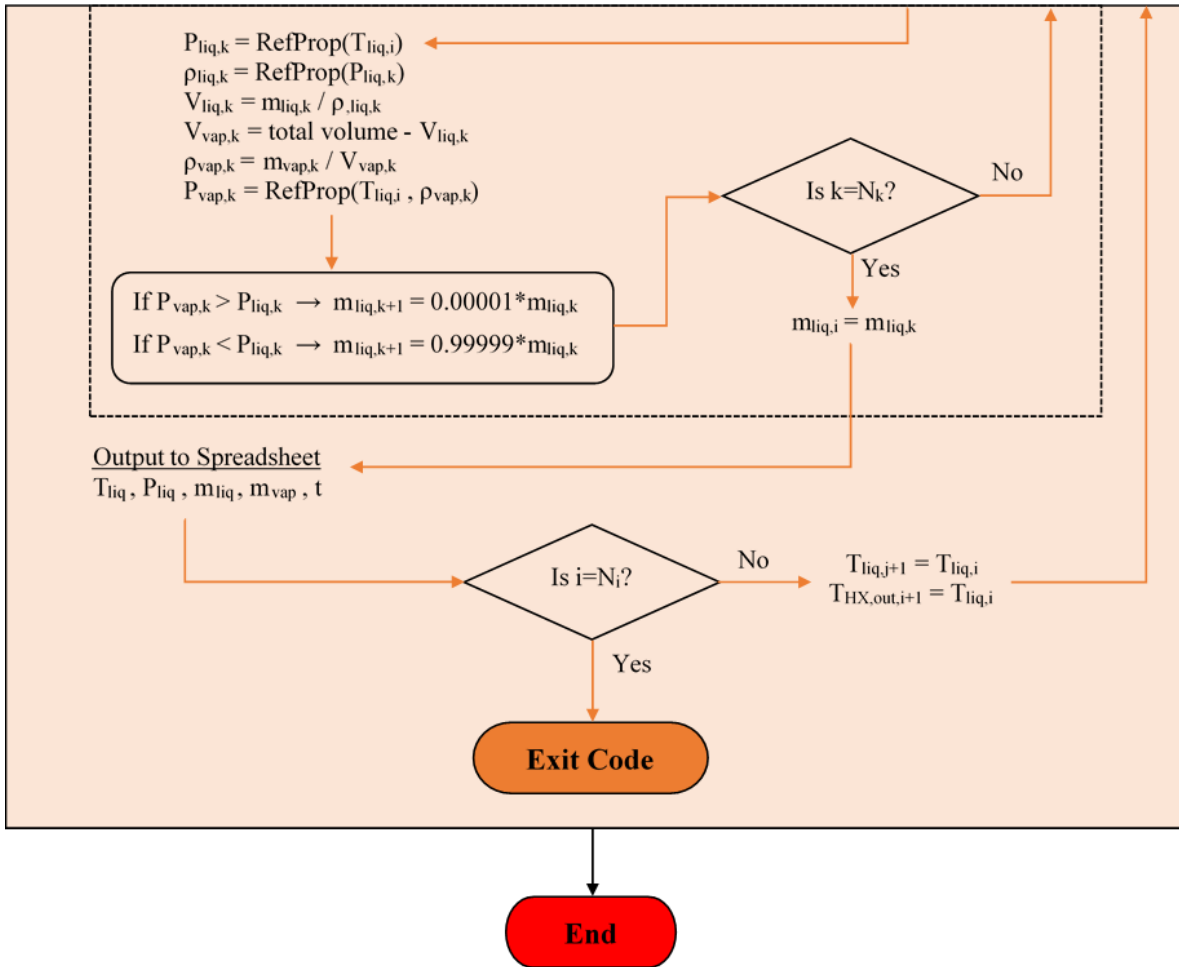 P_liq,k = RefProp(T_liq,i)
ρ_liq,k = RefProp(P_liq,k)
V_liq,k = m_liq,k / ρ_,liq,k
V_vap,k = total volume - V_liq,k
ρ_vap,k = m_vap,k / V_vap,k
P_vap,k = RefProp(T_liq,i , ρ_vap,k)
Is k=N_k?
No
Yes
If P_vap,k > P_liq,k → m_liq,k+1 = 0.00001*m_liq,k
If P_vap,k < P_liq,k → m_liq,k+1 = 0.99999*m_liq,k
m_liq,i = m_liq,k
Output to Spreadsheet
T_liq , P_liq , m_liq, m_vap , t
Is i=N_i?
No
T_liq,j+1 = T_liq,i
T_HX,out,i+1 = T_liq,i
Yes
Exit Code
End